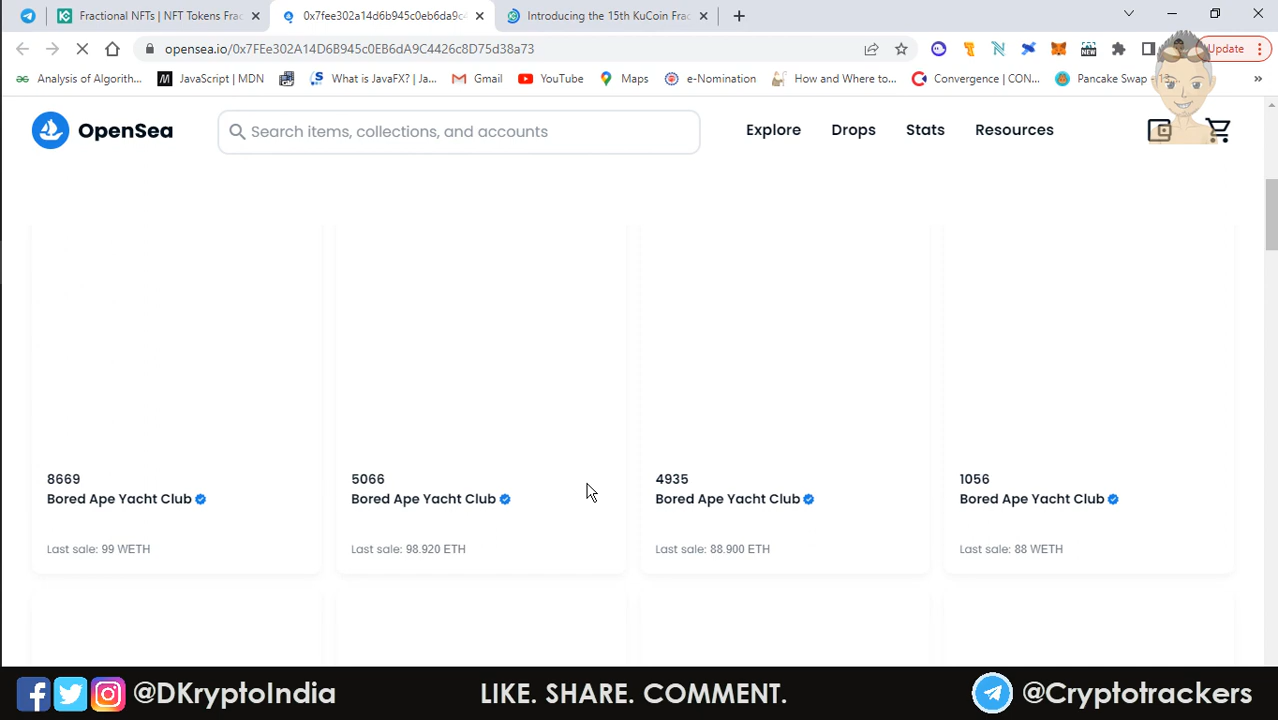 Fractional NFTs | NFT Tokens Frac
0x7fee302a14d6b945c0eb6da9c4
Introducing the 15th KuCoin Frac
opensea.io/0x7FEe302A14D6B945c0EB6dA9C4426c8D75d38a73
NEW
Update
Analysis of Algorith...
JavaScript | MDN
What is JavaFX? | Ja...
Gmail
YouTube
Maps
e-Nomination
How and Where to...
Convergence | CON...
Pancake Swap
OpenSea
Search items, collections, and accounts
Explore
Drops
Stats
Resources
8669
Bored Ape Yacht Club
Last sale: 99 WETH
5066
Bored Ape Yacht Club
Last sale: 98.920 ETH
4935
Bored Ape Yacht Club
Last sale: 88.900 ETH
1056
Bored Ape Yacht Club
Last sale: 88 WETH
@DKryptoIndia
LIKE. SHARE. COMMENT.
@Cryptotrackers